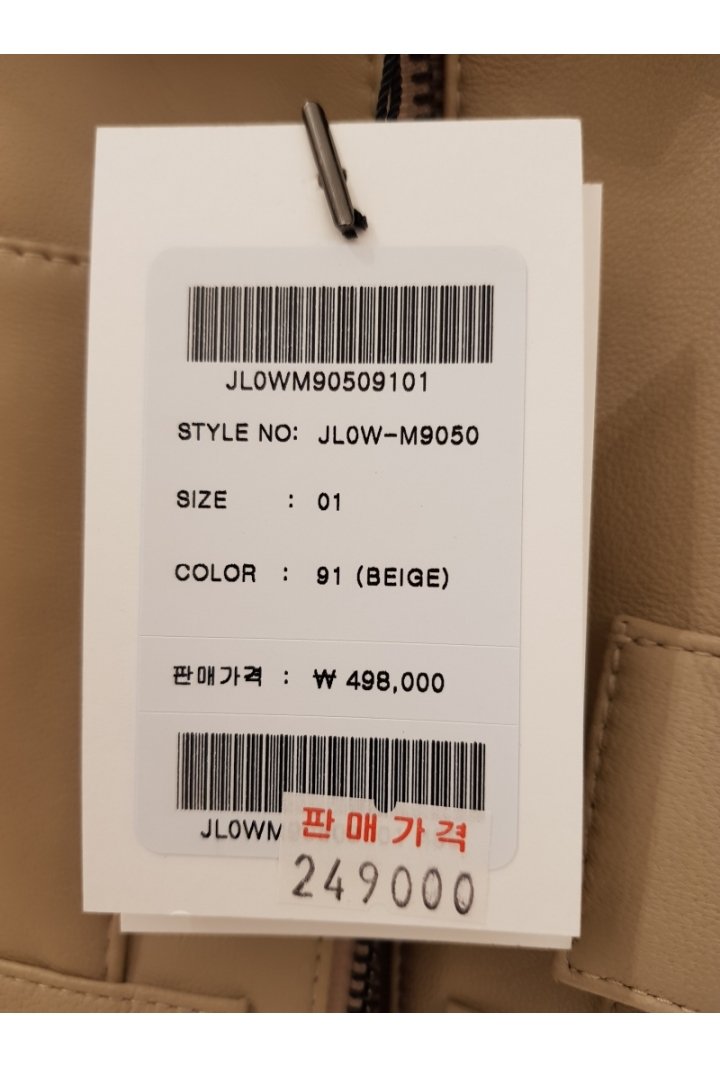 JL0WM90509101
STYLE NO: JL0W-M9050
SIZE : 01
COLOR : 91 (BEIGE)
판매가격 : ₩ 498,000
JL0WM
판매가격
249000